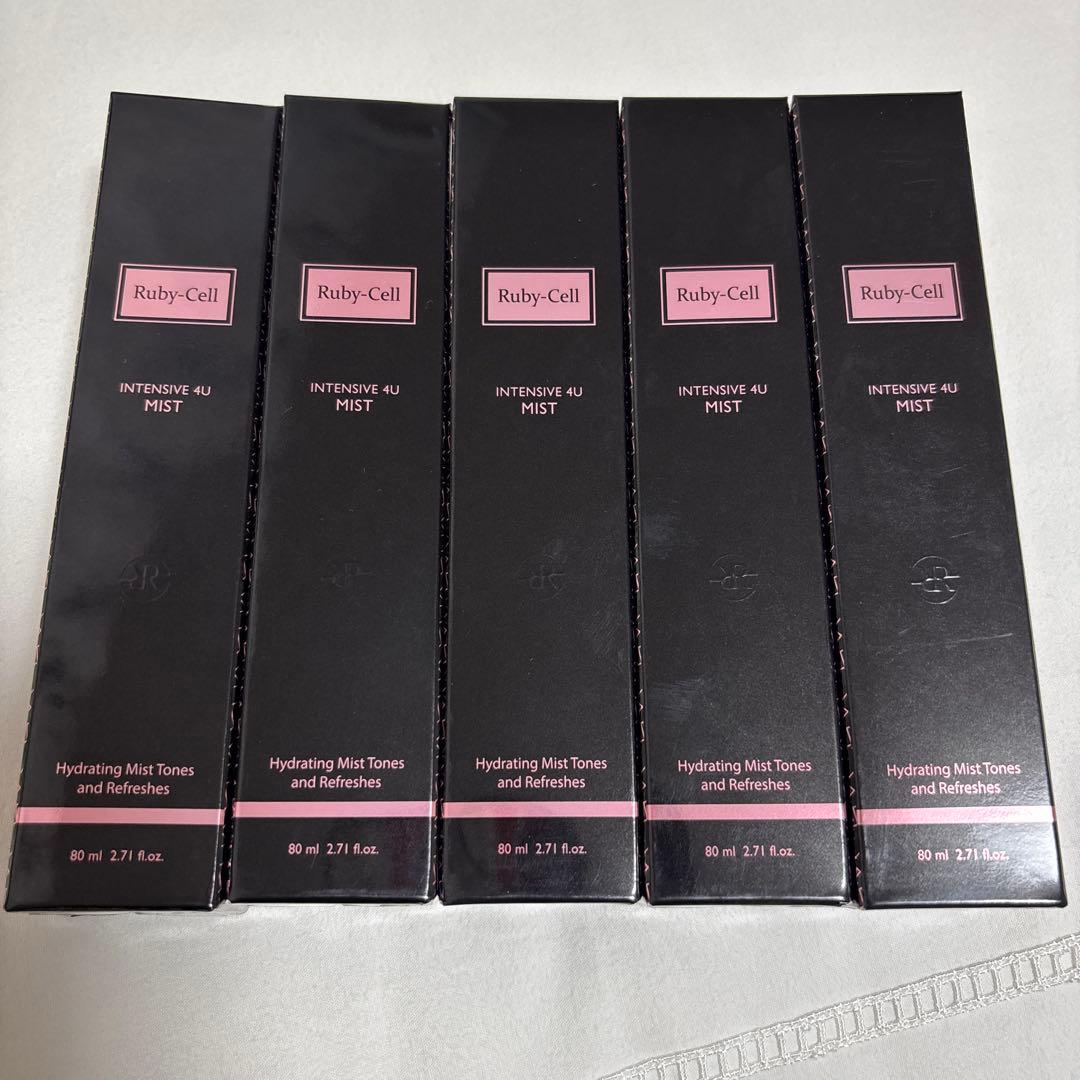 Ruby-Cell
INTENSIVE 4U
MIST
Hydrating Mist Tones
and Refreshes
80 ml 2.71 fl.oz.
Ruby-Cell
INTENSIVE 4U
MIST
Hydrating Mist Tones
and Refreshes
80 ml 2.71 fl.oz.
Ruby-Cell
INTENSIVE 4U
MIST
Hydrating Mist Tones
and Refreshes
80 ml 2.71 fl.oz.
Ruby-Cell
INTENSIVE 4U
MIST
Hydrating Mist Tones
and Refreshes
80 ml 2.71 fl.oz.
Ruby-Cell
INTENSIVE 4U
MIST
Hydrating Mist Tones
and Refreshes
80 ml 2.71 fl.oz.